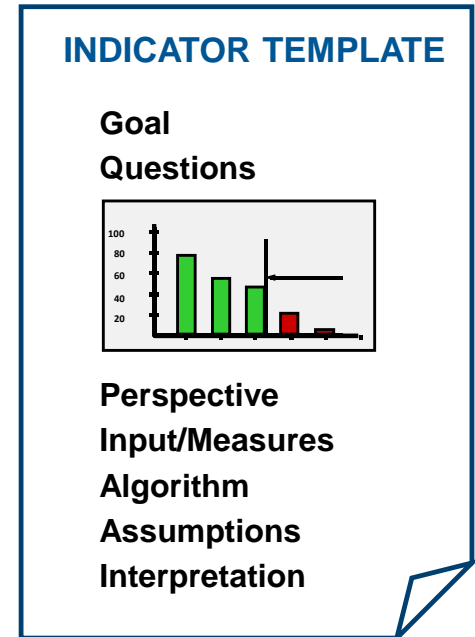 INDICATOR TEMPLATE
Goal
Questions
100
80
60
40
20
Perspective
Input/Measures
Algorithm
Assumptions
Interpretation